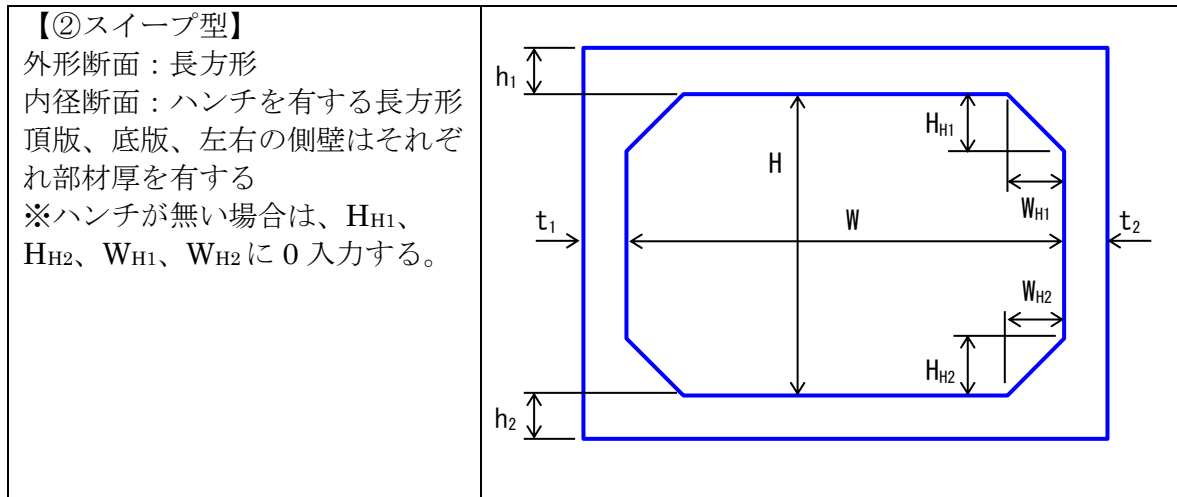 【②スイープ型】
外形断面：長方形
内径断面：ハンチを有する長方形
頂版、底版、左右の側壁はそれぞ
れ部材厚を有する
※ハンチが無い場合は、HH1、
HH2、WH1、WH2 に 0 入力する。
h1
HH1
H
WH1
t1
W
t2
WH2
HH2
h2